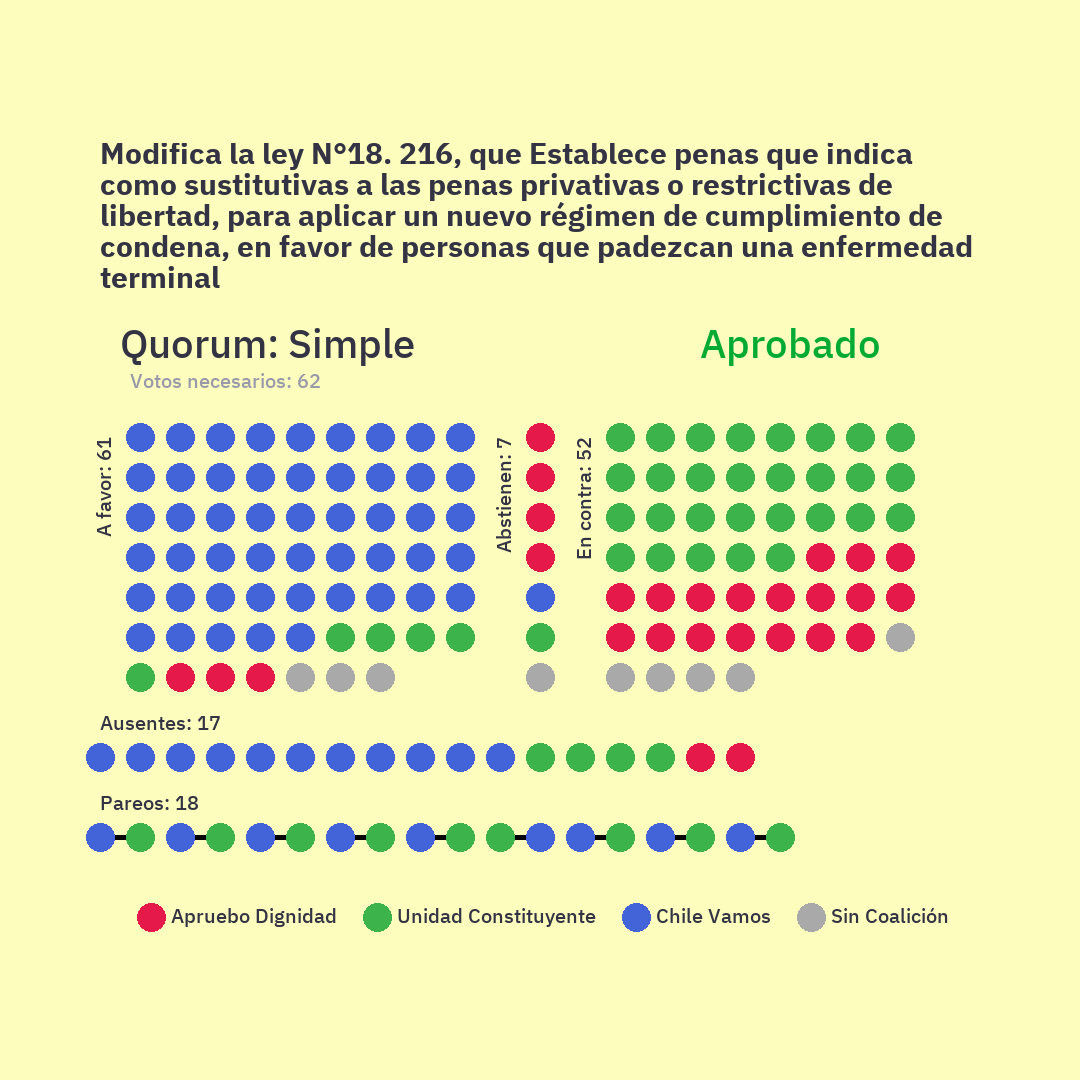 Modifica la ley N°18. 216, que Establece penas que indica
como sustitutivas a las penas privativas o restrictivas de
libertad, para aplicar un nuevo régimen de cumplimiento de
condena, en favor de personas que padezcan una enfermedad
terminal
Quorum: Simple
Aprobado
Votos necesarios: 62
A favor: 61
Abstienen: 7
En contra: 52
Ausentes: 17
Pareos: 18
Apruebo Dignidad
Unidad Constituyente
Chile Vamos
Sin Coalición